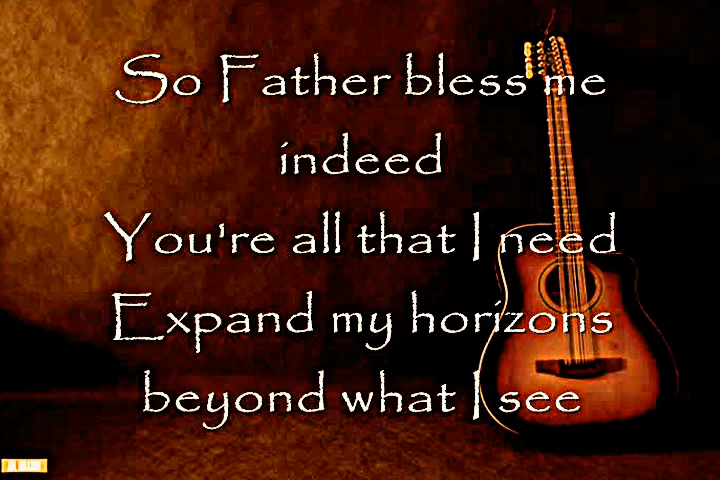 So Father bless me
indeed
You're all that I need
Expand my horizons
beyond what I see